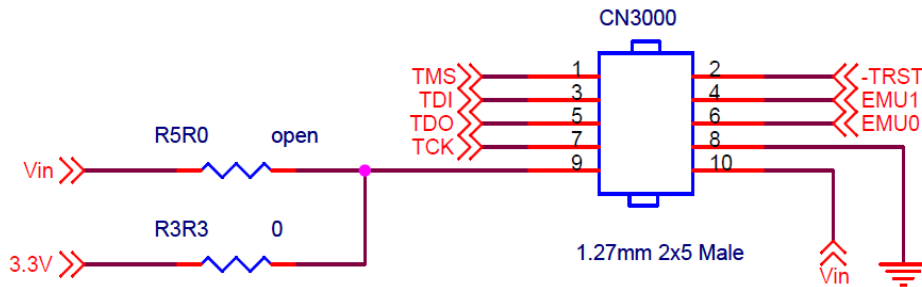 CN3000
TMS 1 2 -TRST
TDI 3 4 EMU1
TDO 5 6 EMU0
TCK 7 8
R5R0 open
Vin 9 10
R3R3 0
3.3V
1.27mm 2x5 Male
Vin